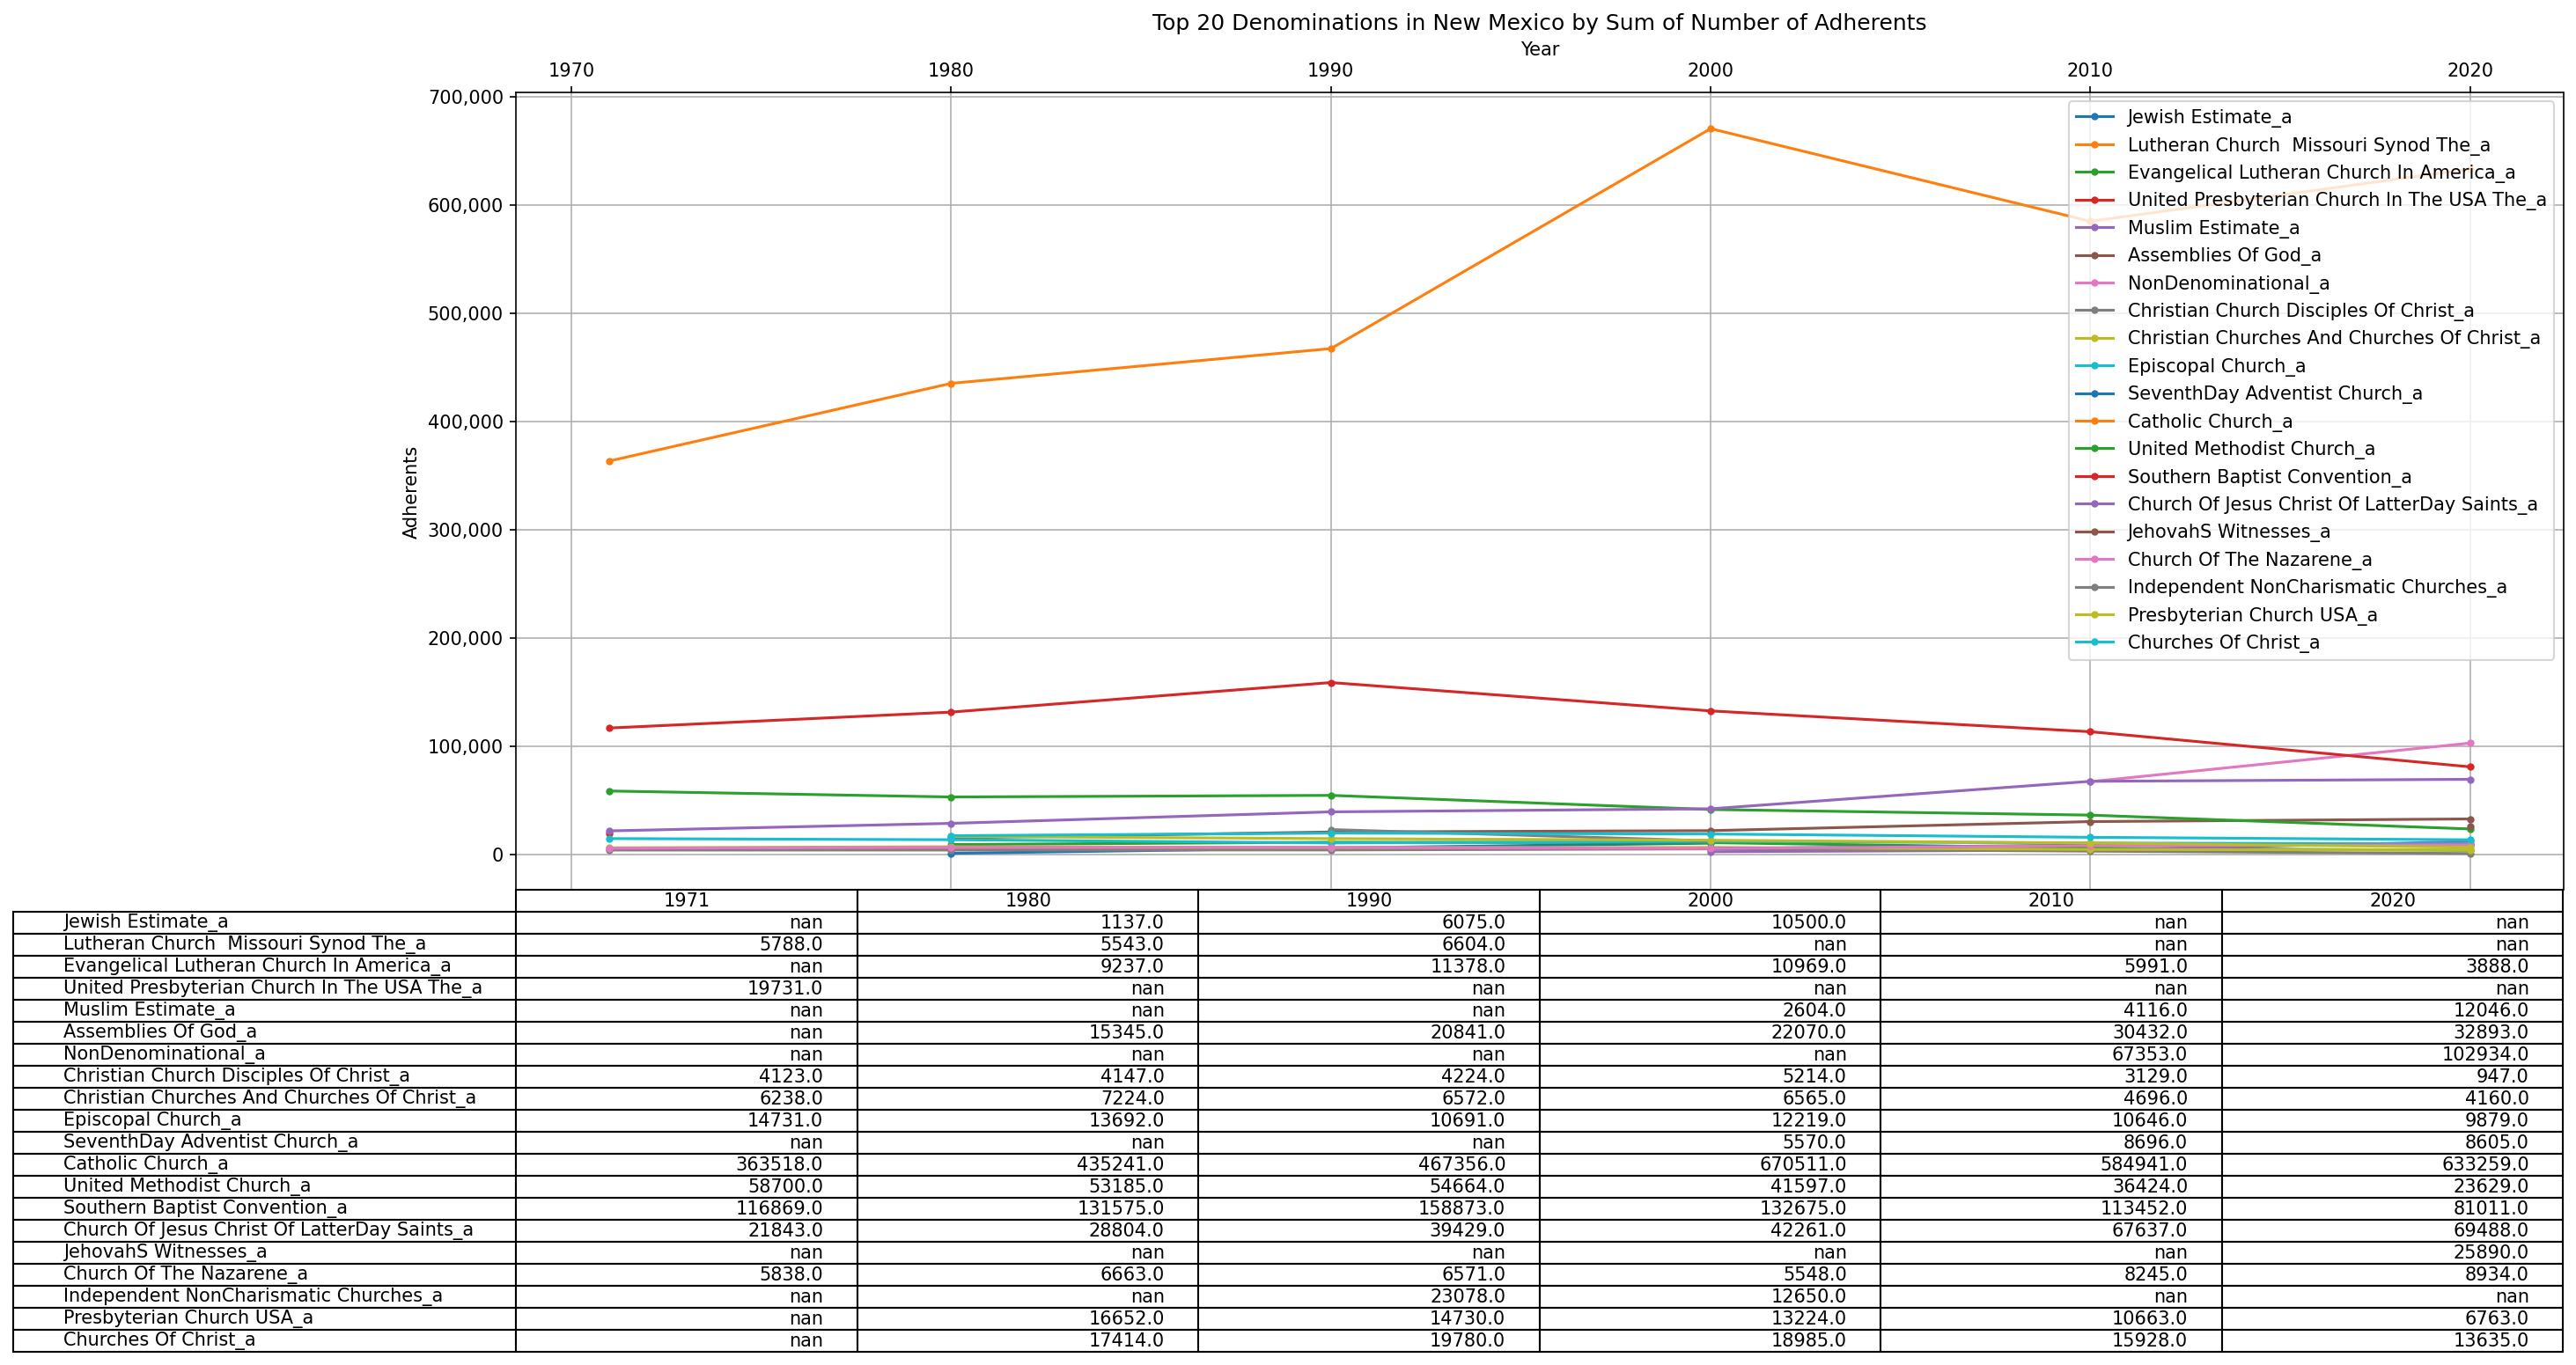 Top 20 Denominations in New Mexico by Sum of Number of Adherents
Year
1970 1980 1990 2000 2010 2020
700,000
600,000
500,000
400,000
300,000
200,000
100,000
0
Adherents
Jewish Estimate_a
Lutheran Church  Missouri Synod The_a
Evangelical Lutheran Church In America_a
United Presbyterian Church In The USA The_a
Muslim Estimate_a
Assemblies Of God_a
NonDenominational_a
Christian Church Disciples Of Christ_a
Christian Churches And Churches Of Christ_a
Episcopal Church_a
SeventhDay Adventist Church_a
Catholic Church_a
United Methodist Church_a
Southern Baptist Convention_a
Church Of Jesus Christ Of LatterDay Saints_a
JehovahS Witnesses_a
Church Of The Nazarene_a
Independent NonCharismatic Churches_a
Presbyterian Church USA_a
Churches Of Christ_a
1971 1980 1990 2000 2010 2020
Jewish Estimate_a nan 1137.0 6075.0 10500.0 nan nan
Lutheran Church  Missouri Synod The_a 5788.0 5543.0 6604.0 nan nan nan
Evangelical Lutheran Church In America_a nan 9237.0 11378.0 10969.0 5991.0 3888.0
United Presbyterian Church In The USA The_a 19731.0 nan nan nan nan nan
Muslim Estimate_a nan nan nan 2604.0 4116.0 12046.0
Assemblies Of God_a nan 15345.0 20841.0 22070.0 30432.0 32893.0
NonDenominational_a nan nan nan nan 67353.0 102934.0
Christian Church Disciples Of Christ_a 4123.0 4147.0 4224.0 5214.0 3129.0 947.0
Christian Churches And Churches Of Christ_a 6238.0 7224.0 6572.0 6565.0 4696.0 4160.0
Episcopal Church_a 14731.0 13692.0 10691.0 12219.0 10646.0 9879.0
SeventhDay Adventist Church_a nan nan nan 5570.0 8696.0 8605.0
Catholic Church_a 363518.0 435241.0 467356.0 670511.0 584941.0 633259.0
United Methodist Church_a 58700.0 53185.0 54664.0 41597.0 36424.0 23629.0
Southern Baptist Convention_a 116869.0 131575.0 158873.0 132675.0 113452.0 81011.0
Church Of Jesus Christ Of LatterDay Saints_a 21843.0 28804.0 39429.0 42261.0 67637.0 69488.0
JehovahS Witnesses_a nan nan nan nan nan 25890.0
Church Of The Nazarene_a 5838.0 6663.0 6571.0 5548.0 8245.0 8934.0
Independent NonCharismatic Churches_a nan nan 23078.0 12650.0 nan nan
Presbyterian Church USA_a nan 16652.0 14730.0 13224.0 10663.0 6763.0
Churches Of Christ_a nan 17414.0 19780.0 18985.0 15928.0 13635.0